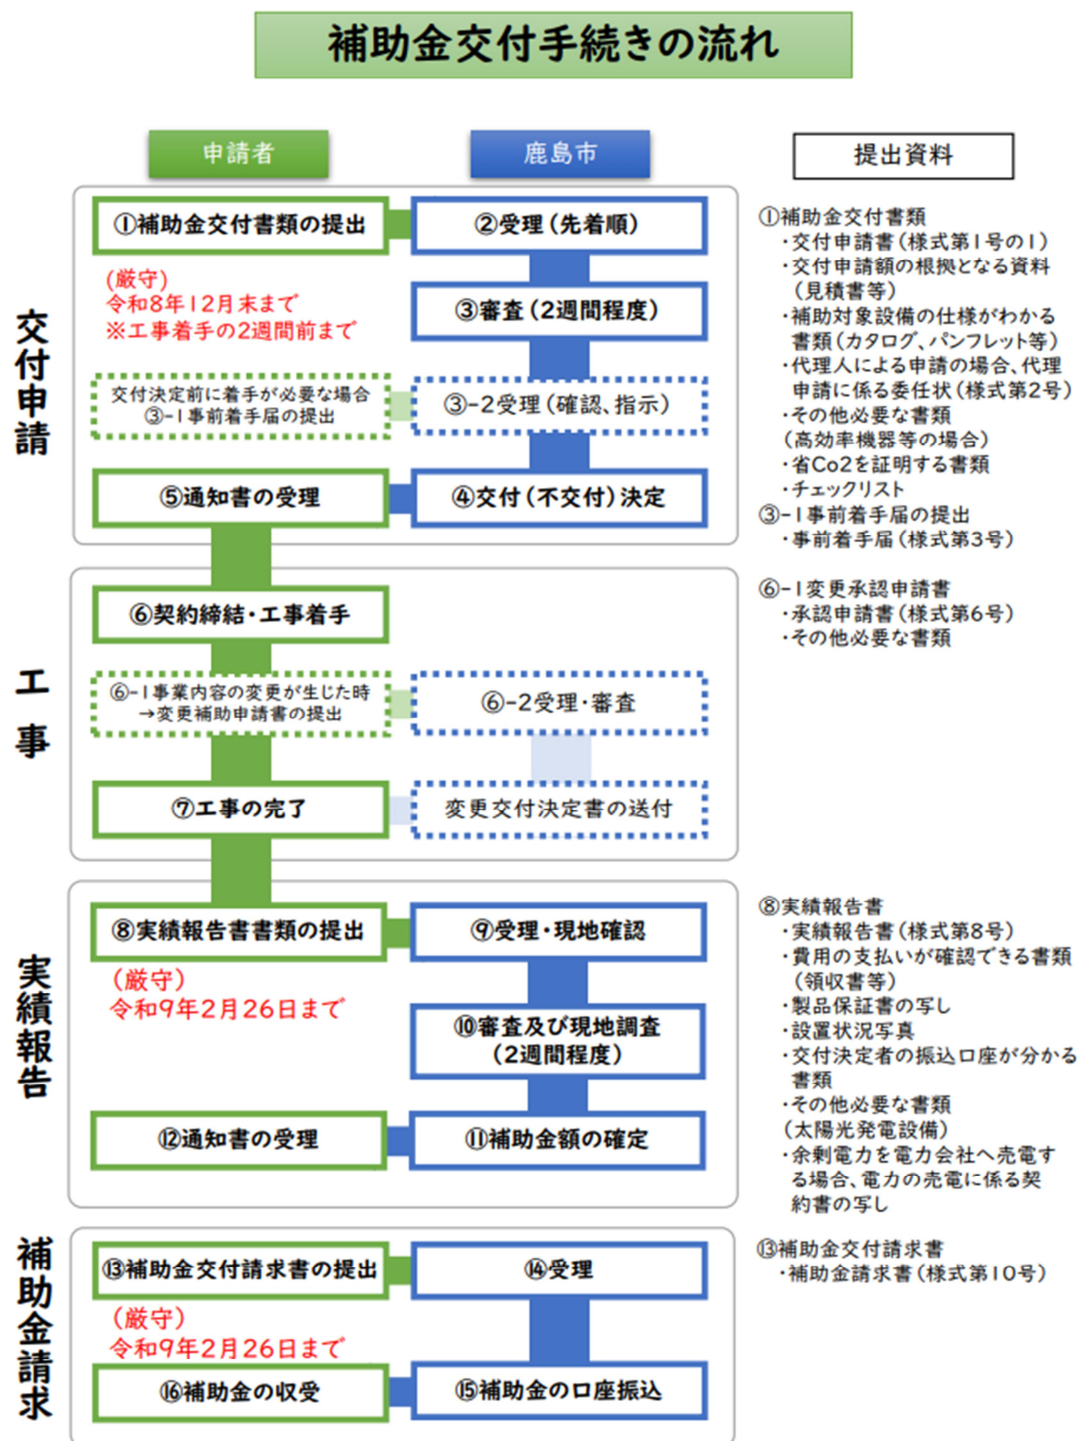 補助金交付手続きの流れ
申請者
鹿島市
提出資料
交付申請
①補助金交付書類の提出
②受理(先着順)
(厳守)
令和8年12月末まで
※工事着手の2週間前まで
③審査(2週間程度)
交付決定前に着手が必要な場合
③-1事前着手届の提出
③-2受理(確認、指示)
⑤通知書の受理
④交付(不交付)決定
①補助金交付書類
・交付申請書(様式第1号の1)
・交付申請額の根拠となる資料
(見積書等)
・補助対象設備の仕様がわかる
書類(カタログ、パンフレット等)
・代理人による申請の場合、代理
申請に係る委任状(様式第2号)
・その他必要な書類
(高効率機器等の場合)
・省Co2を証明する書類
・チェックリスト
③-1事前着手届の提出
・事前着手届(様式第3号)
工事
⑥契約締結・工事着手
⑥-1事業内容の変更が生じた時
→変更補助申請書の提出
⑥-2受理・審査
⑦工事の完了
変更交付決定書の送付
⑥-1変更承認申請書
・承認申請書(様式第6号)
・その他必要な書類
実績報告
⑧実績報告書書類の提出
⑨受理・現地確認
(厳守)
令和9年2月26日まで
⑩審査及び現地調査
(2週間程度)
⑫通知書の受理
⑪補助金額の確定
⑧実績報告書
・実績報告書(様式第8号)
・費用の支払いが確認できる書類
(領収書等)
・製品保証書の写し
・設置状況写真
・交付決定者の振込口座が分かる
書類
・その他必要な書類
(太陽光発電設備)
・余剰電力を電力会社へ売電す
る場合、電力の売電に係る契
約書の写し
補助金請求
⑬補助金交付請求書の提出
⑭受理
(厳守)
令和9年2月26日まで
⑯補助金の収受
⑮補助金の口座振込
⑬補助金交付請求書
・補助金請求書(様式第10号)